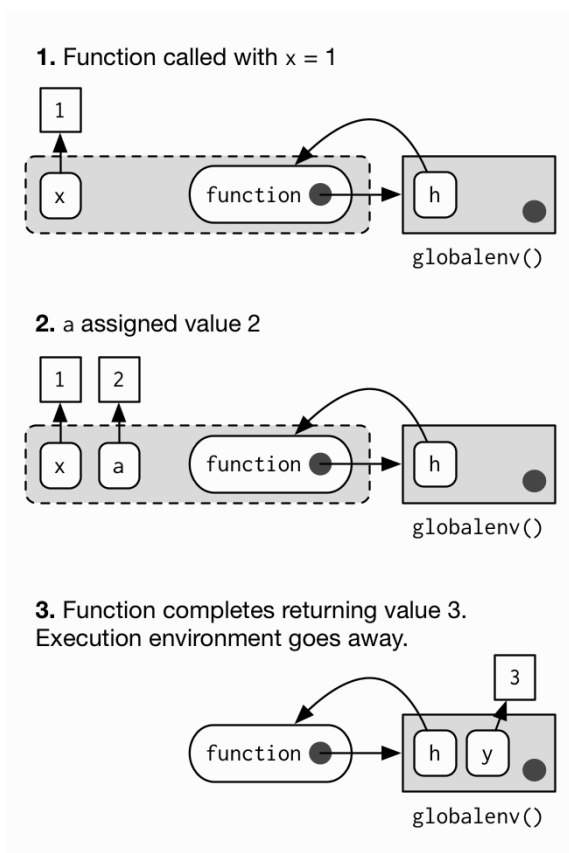 1. Function called with x = 1
1
x function h
globalenv()
2. a assigned value 2
1 2
x a function h
globalenv()
3. Function completes returning value 3.
Execution environment goes away.
3
function h y
globalenv()